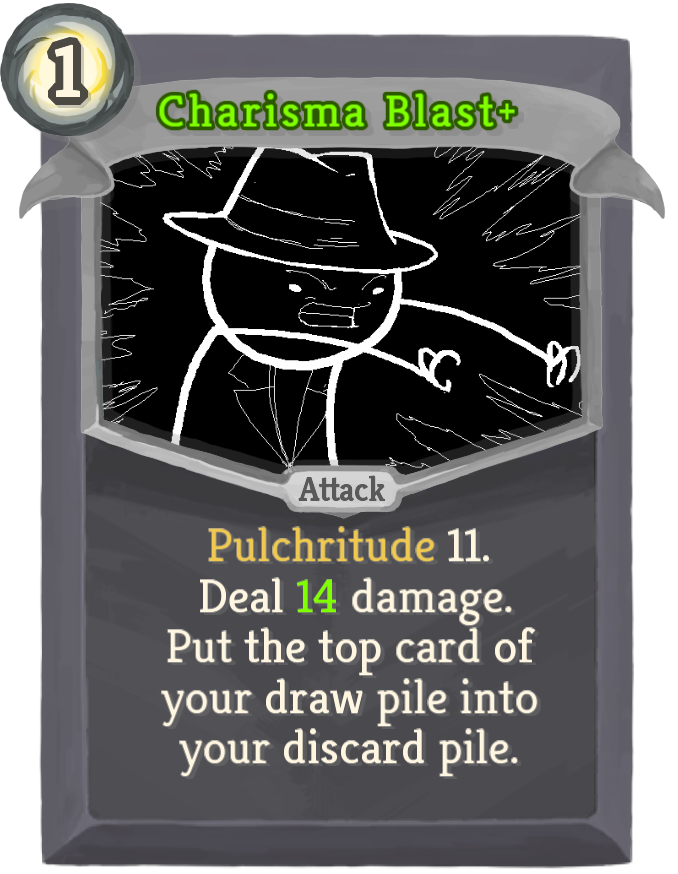 1
Charisma Blast+
Attack
Pulchritude 11.
Deal 14 damage.
Put the top card of
your draw pile into
your discard pile.